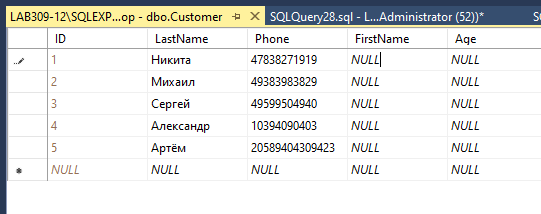 LAB309-12\SQLEXP...op - dbo.Customer SQLQuery28.sql - L...Administrator (52))*
ID LastName Phone FirstName Age
1 Никита 47838271919 NULL NULL
2 Михаил 49383983829 NULL NULL
3 Сергей 49599504940 NULL NULL
4 Александр 10394090403 NULL NULL
5 Артём 20589404309423 NULL NULL
NULL NULL NULL NULL NULL